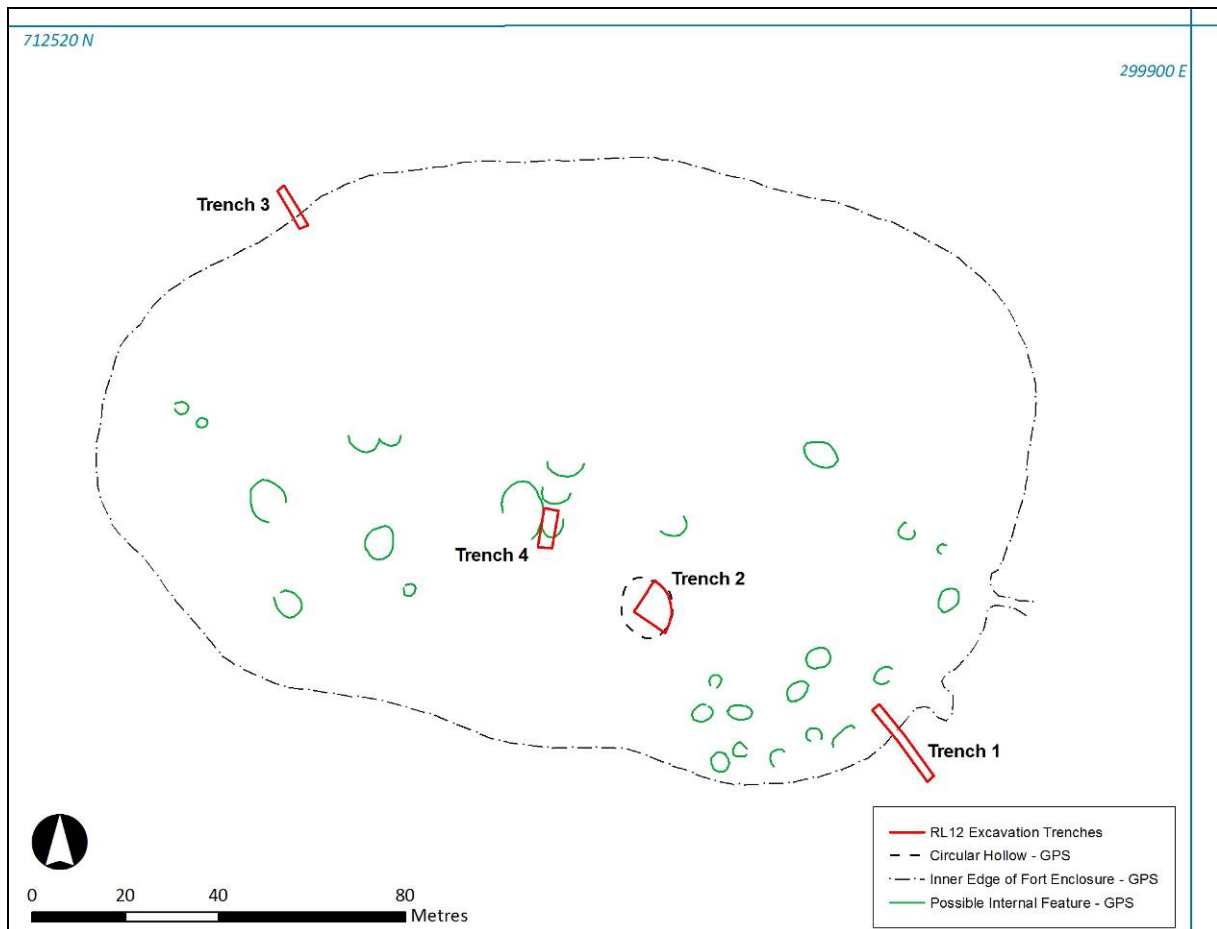 712520 N
299900 E
Trench 3
Trench 4
Trench 2
Trench 1
RL12 Excavation Trenches
Circular Hollow - GPS
Inner Edge of Fort Enclosure - GPS
Possible Internal Feature - GPS
0 20 40 80
Metres